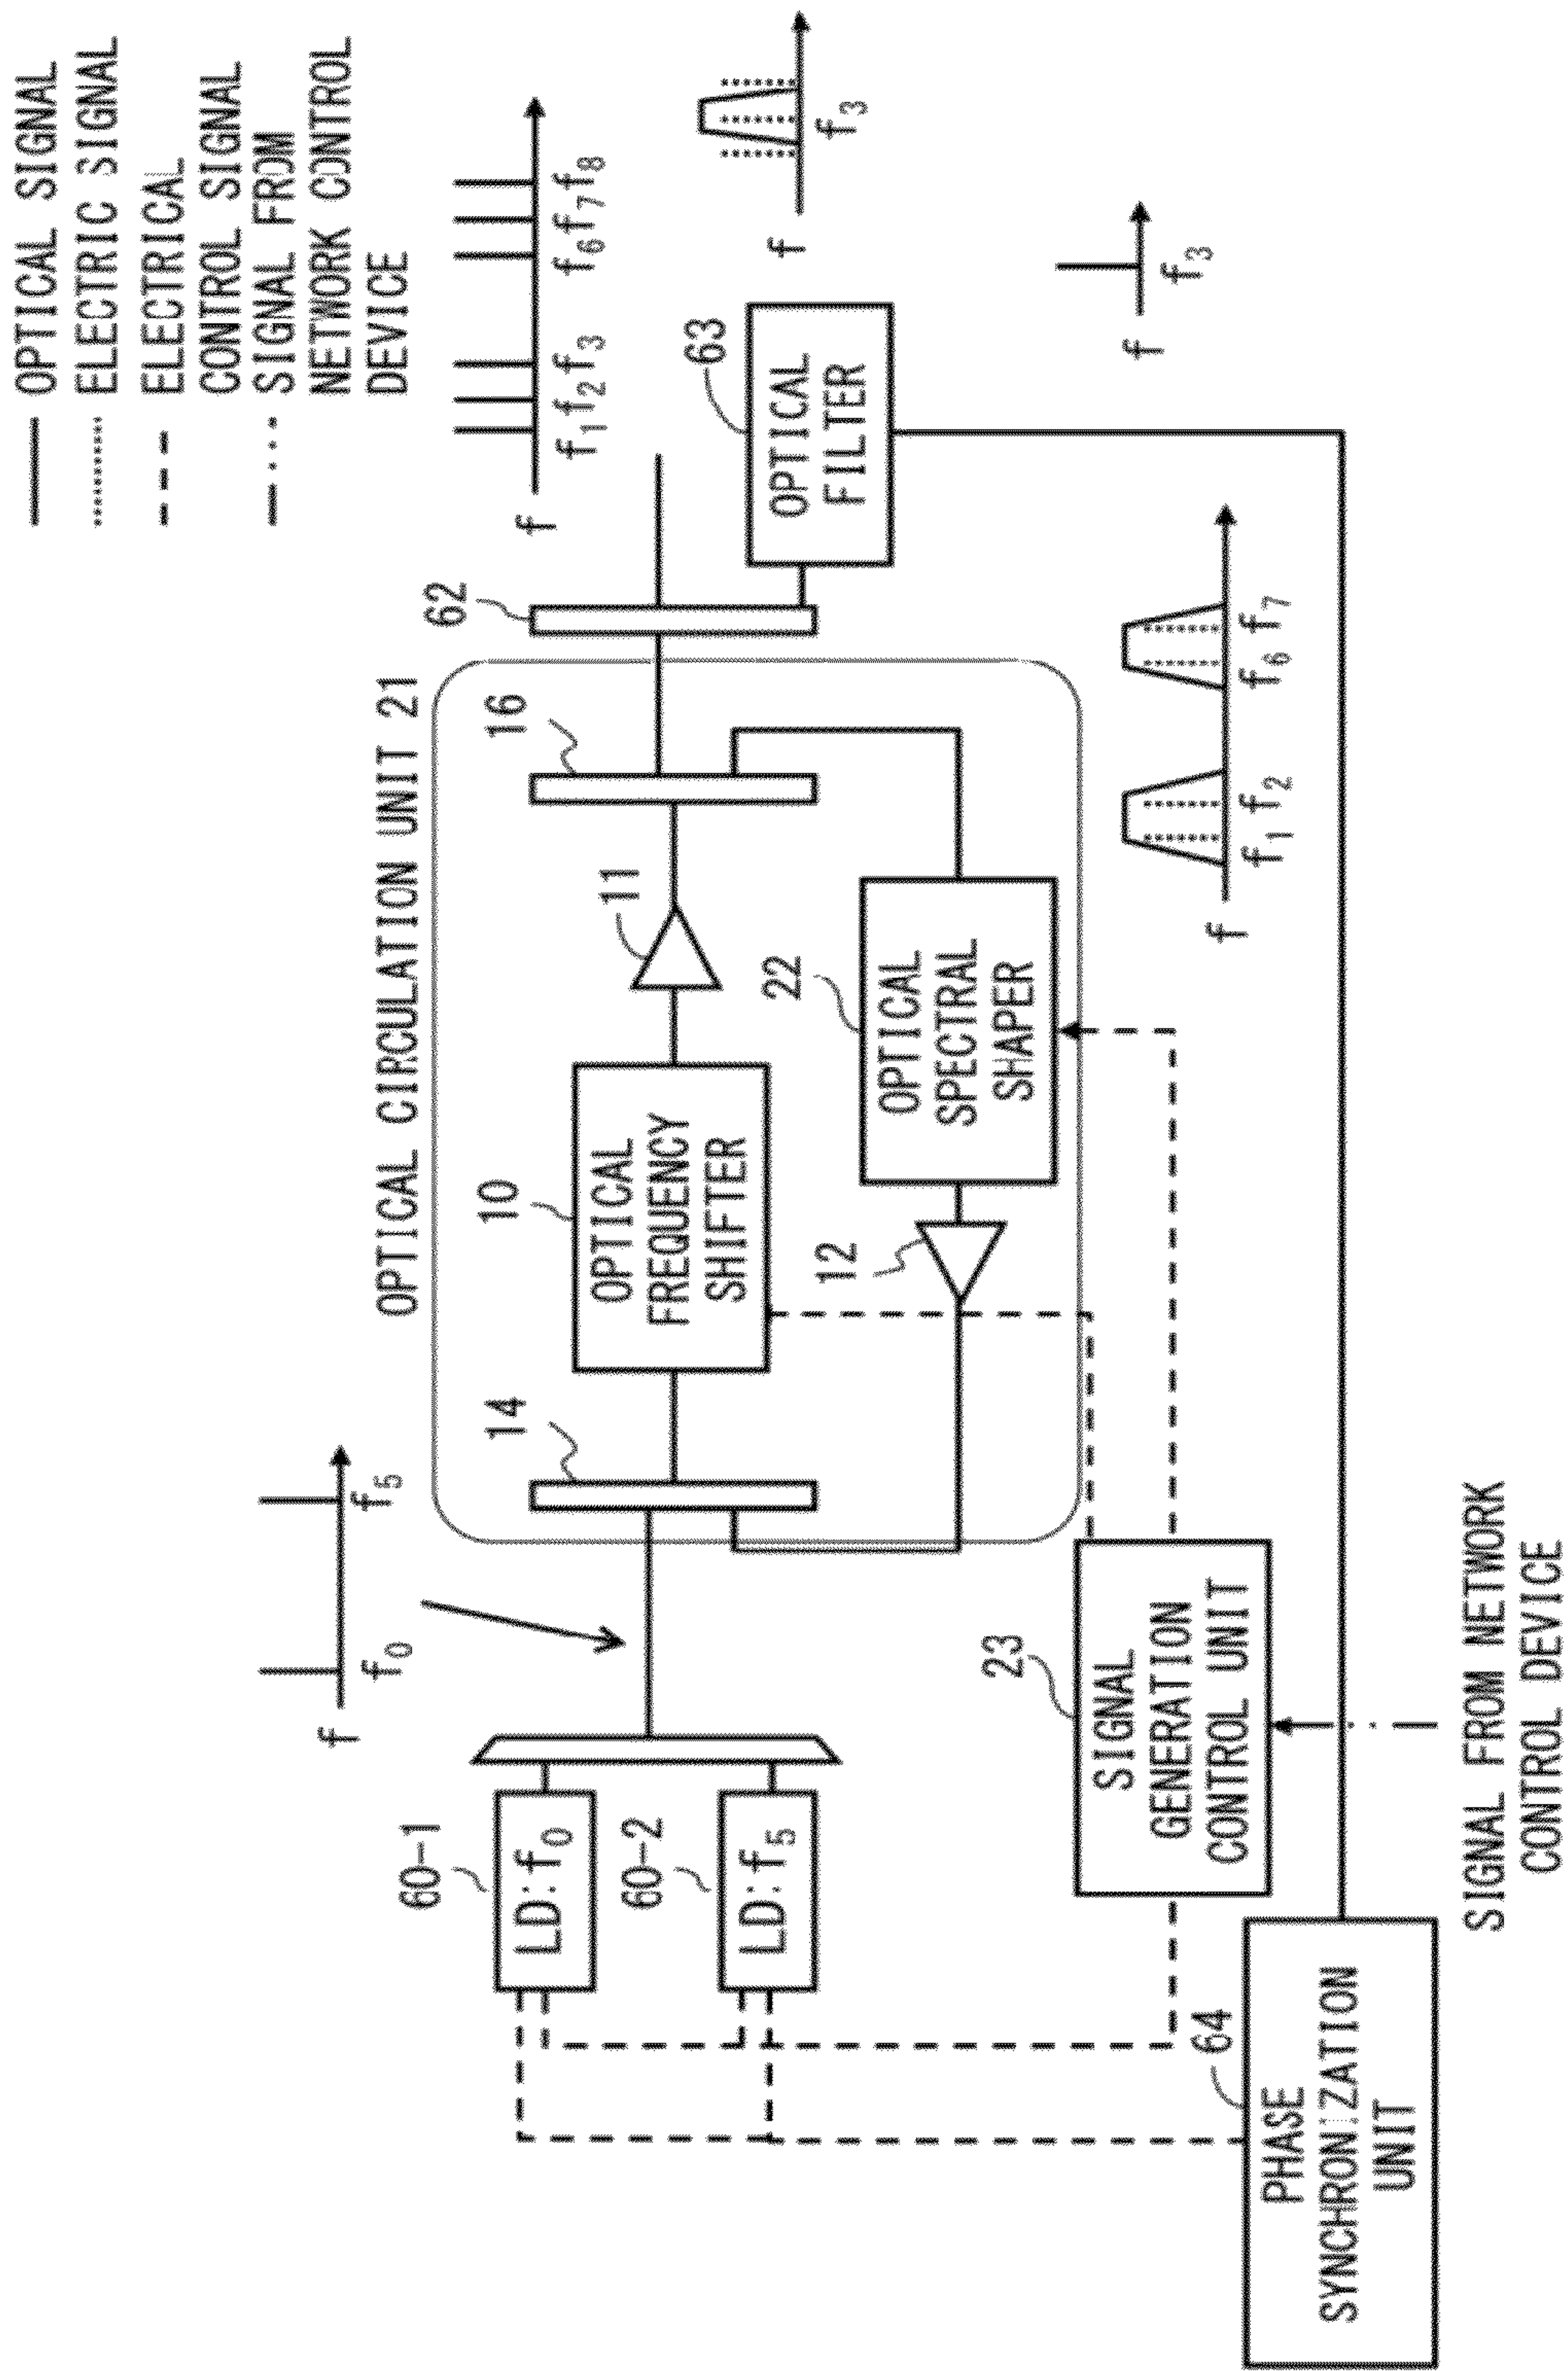 OPTICAL SIGNAL
ELECTRIC SIGNAL
ELECTRICAL
CONTROL SIGNAL
SIGNAL FROM
NETWORK CONTROL
DEVICE
f f₁ f₂ f₃ f₆ f₇ f₈
f f₃
f f₃
f f₀ f₅
OPTICAL CIRCULATION UNIT 21
60-1
LD:f₀
60-2
LD:f₅
14
10
OPTICAL
FREQUENCY
SHIFTER
11
16
62
63
OPTICAL
FILTER
12
22
OPTICAL
SPECTRAL
SHAPER
f f₁ f₂ f₆ f₇
23
SIGNAL
GENERATION
CONTROL UNIT
64
PHASE
SYNCHRONIZATION
UNIT
SIGNAL FROM NETWORK
CONTROL DEVICE